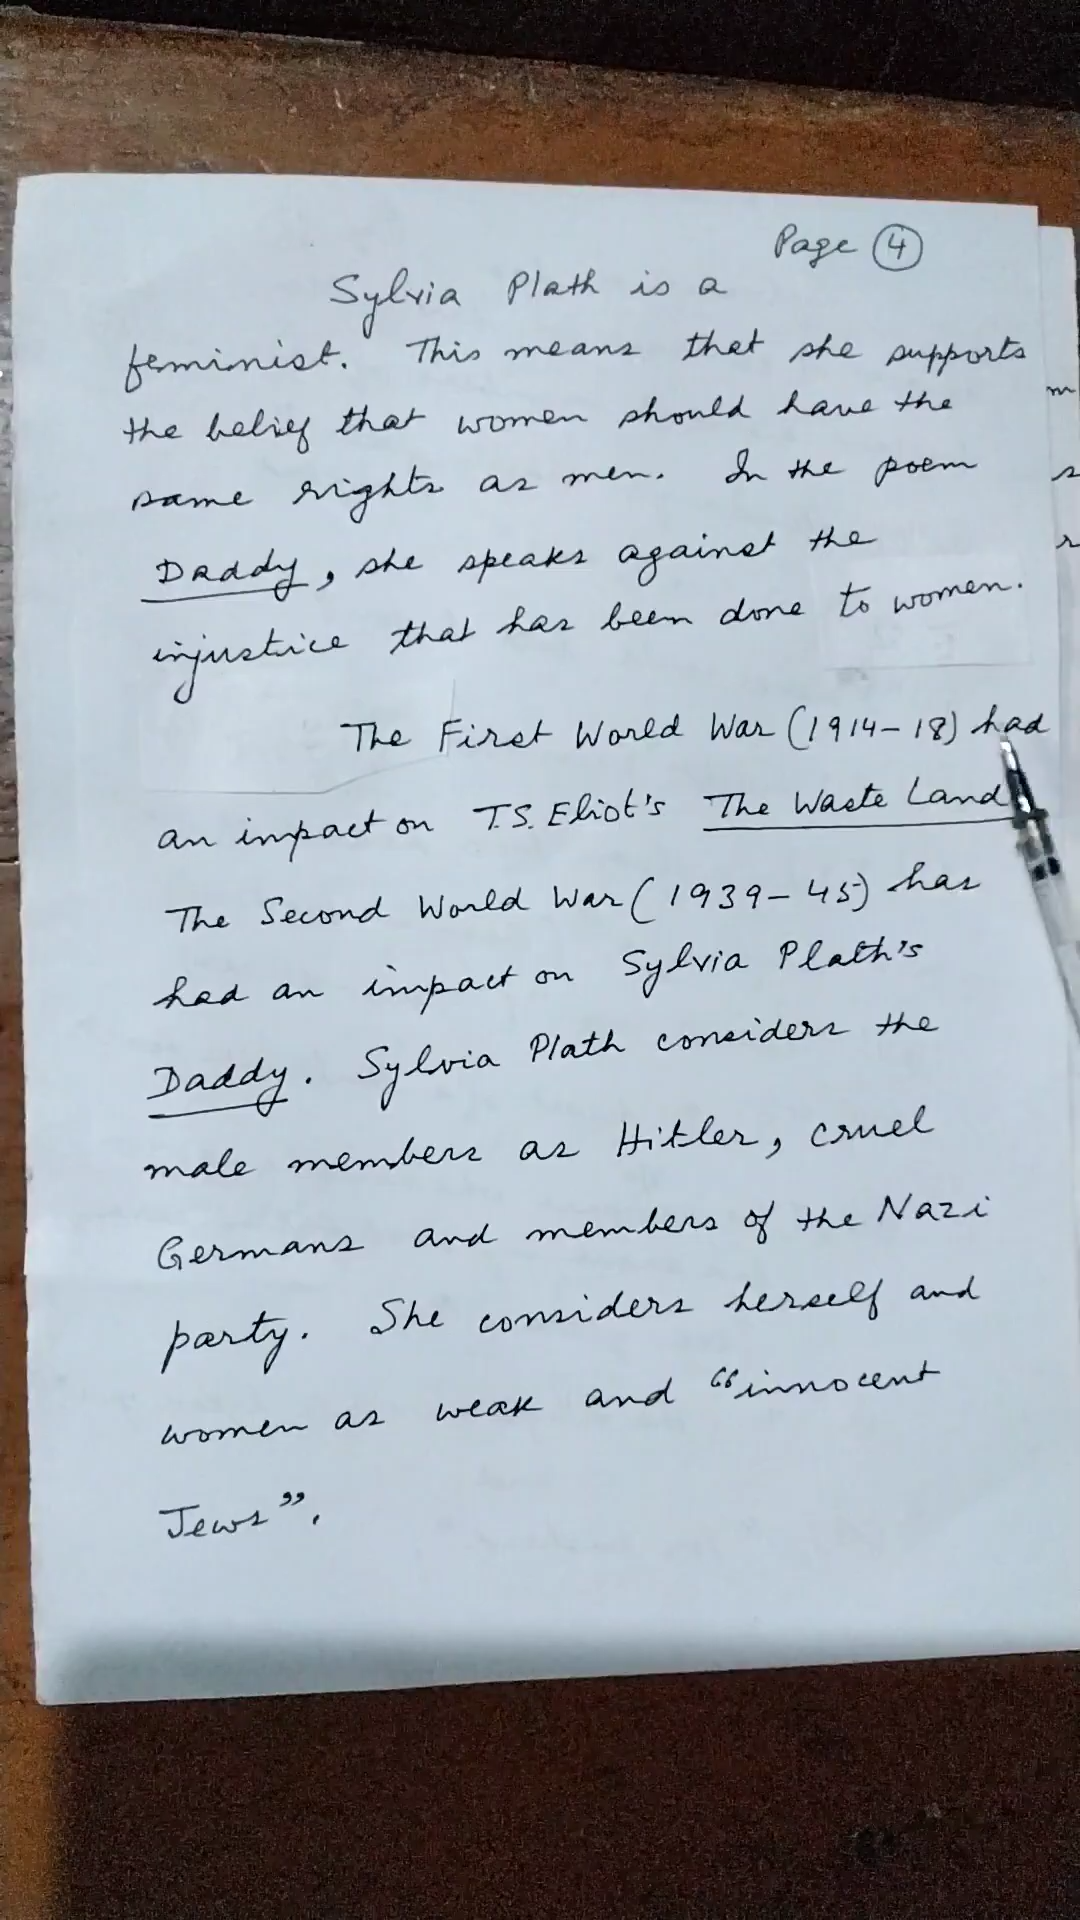 Page 4
Sylvia Plath is a
feminist. This means that she supports
the belief that women should have the
same rights as men. In the poem
Daddy, she speaks against the
injustice that has been done to women.
The First World War (1914-18) had
an impact on T.S. Eliot's The Waste Land
The Second World War (1939-45) has
had an impact on Sylvia Plath's
Daddy. Sylvia Plath considers the
male members as Hitler, cruel
Germans and members of the Nazi
party. She considers herself and
women as weak and "innocent
Jews".